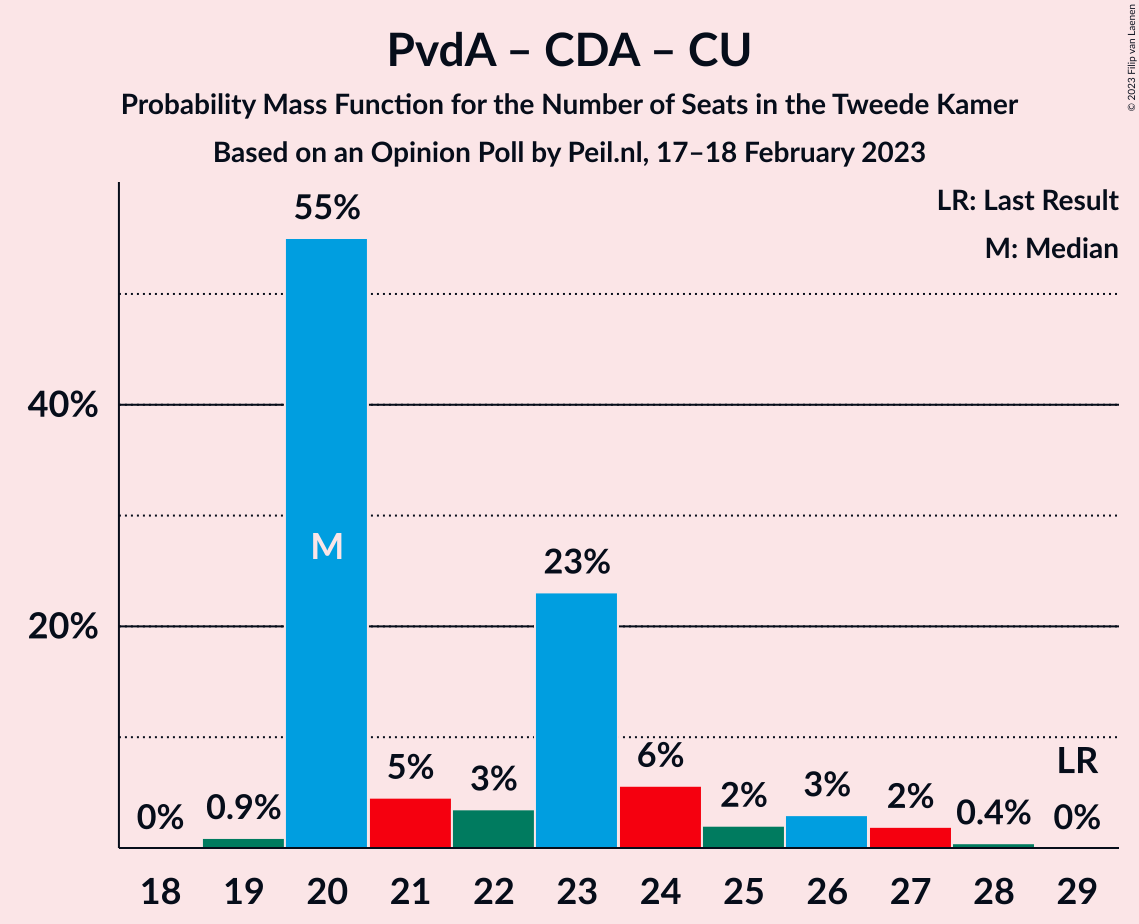 PvdA – CDA – CU
Probability Mass Function for the Number of Seats in the Tweede Kamer
Based on an Opinion Poll by Peil.nl, 17–18 February 2023
© 2023 Filip van Laenen
LR: Last Result
M: Median
55%
40%
M
23%
20%
0%
0.9%
5%
3%
6%
2%
3%
2%
0.4%
LR
0%
18 19 20 21 22 23 24 25 26 27 28 29